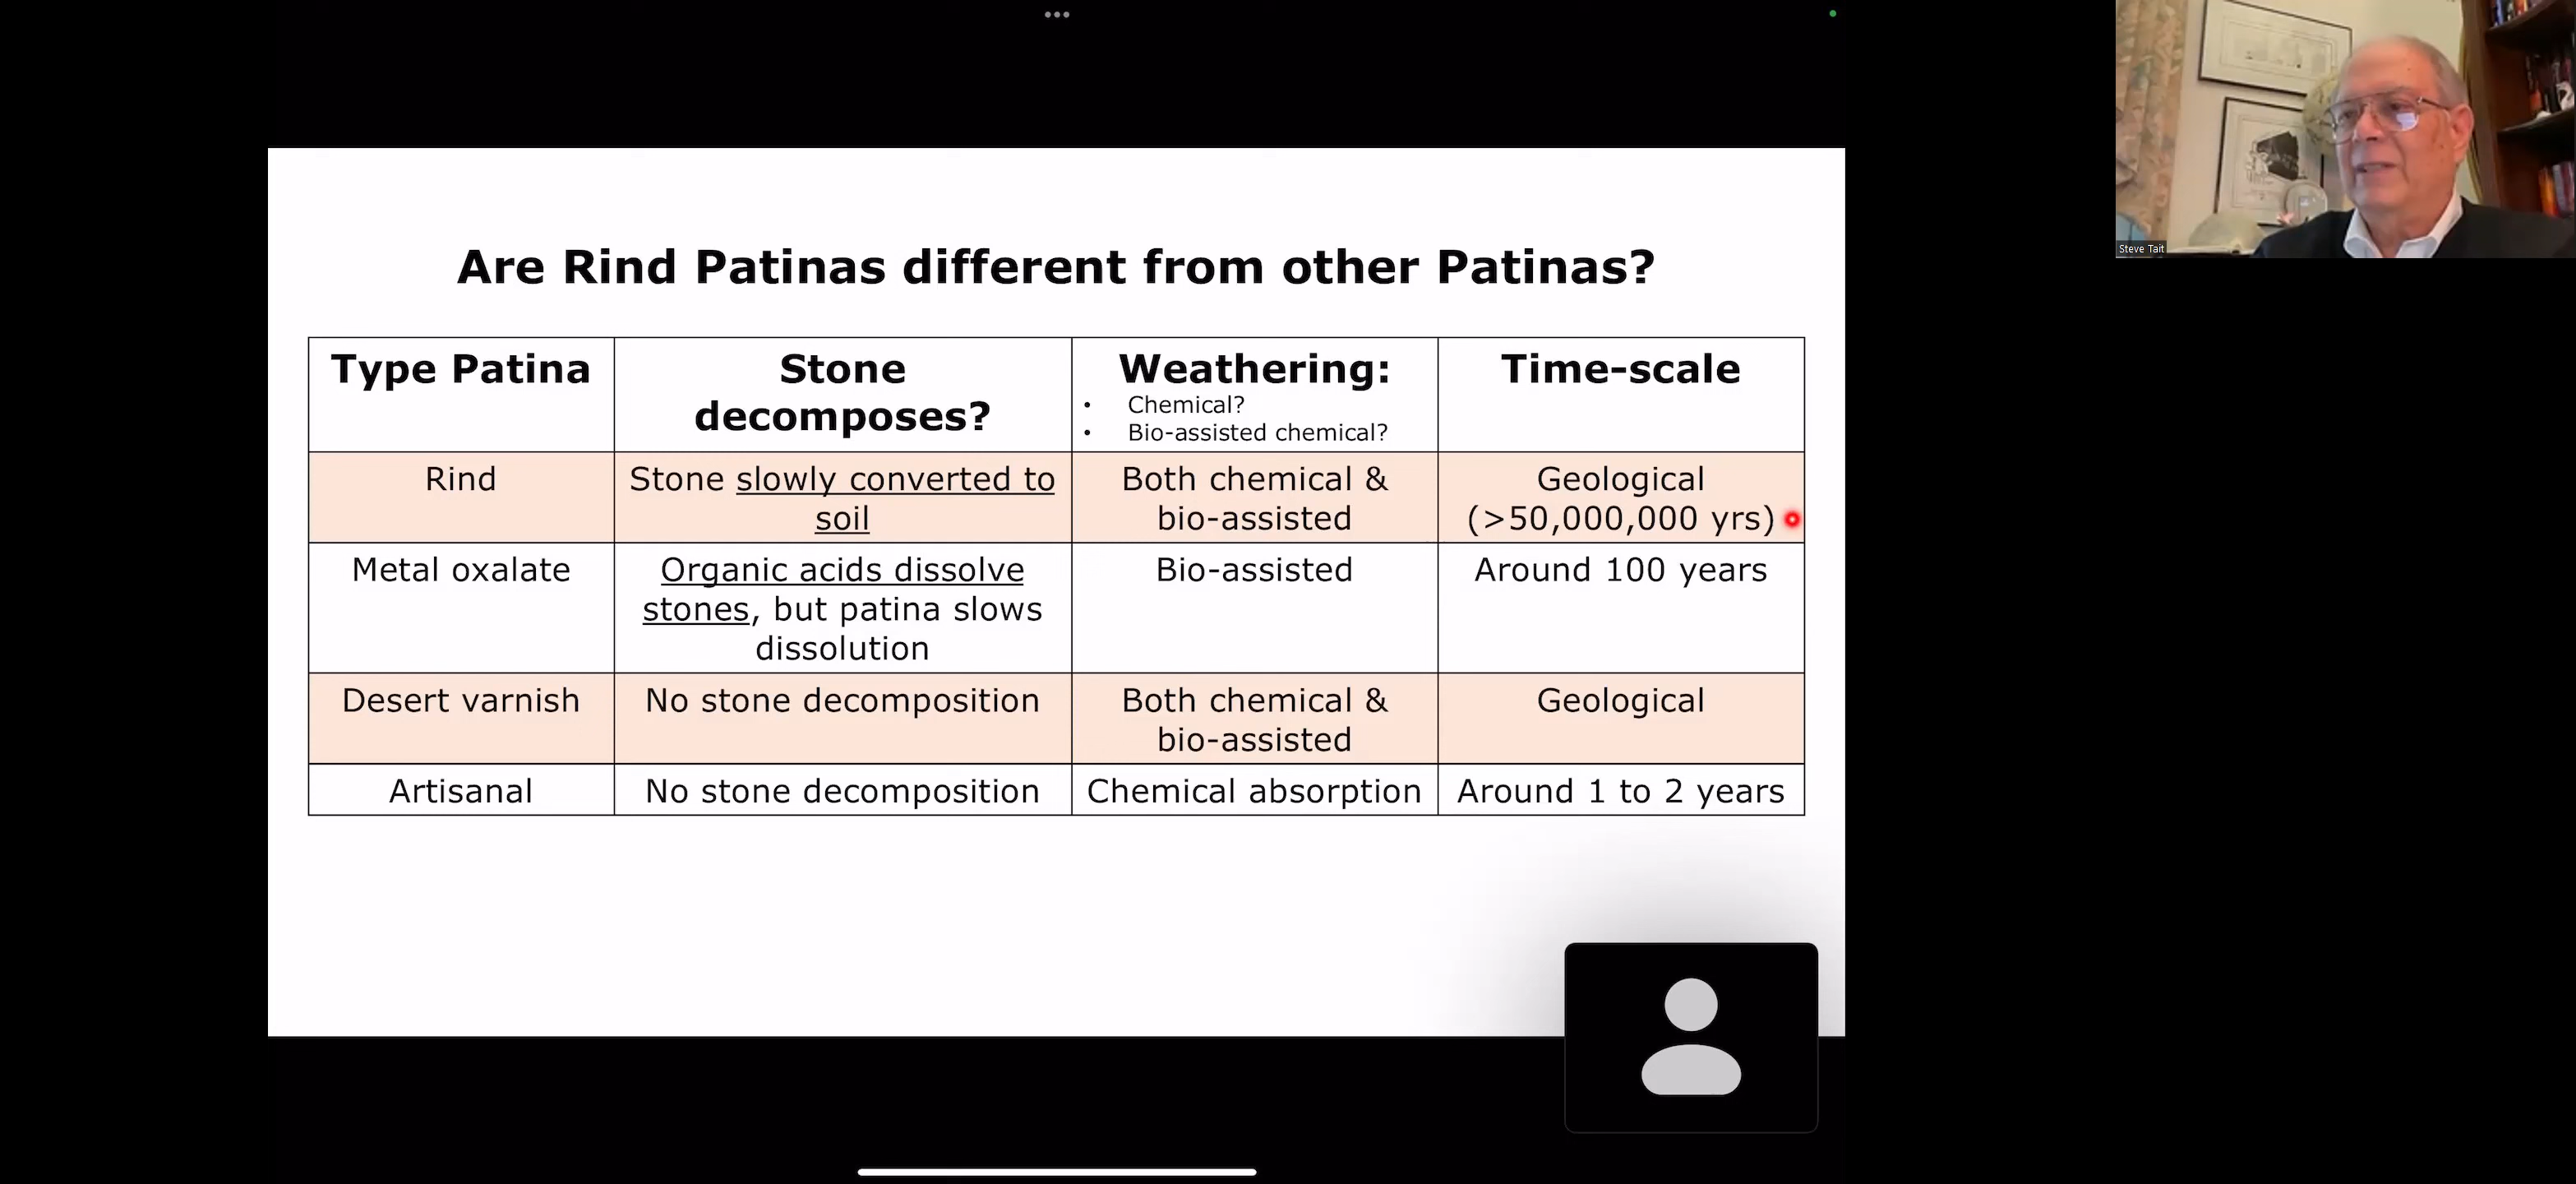 Steve Tait
Are Rind Patinas different from other Patinas?
Type Patina
Stone
decomposes?
Weathering:
• Chemical?
• Bio-assisted chemical?
Time-scale
Rind
Stone slowly converted to
soil
Both chemical &
bio-assisted
Geological
(>50,000,000 yrs)
Metal oxalate
Organic acids dissolve
stones, but patina slows
dissolution
Bio-assisted
Around 100 years
Desert varnish
No stone decomposition
Both chemical &
bio-assisted
Geological
Artisanal
No stone decomposition
Chemical absorption
Around 1 to 2 years